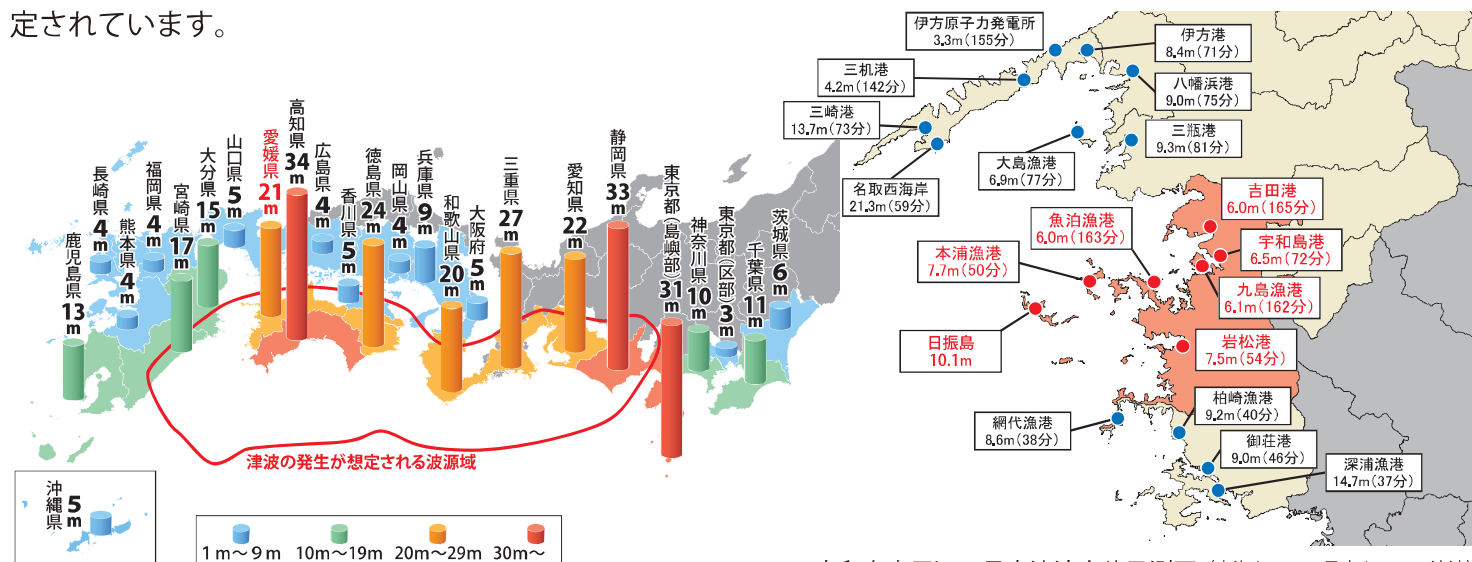 定されています。
長崎県
4m
福岡県
4m
大分県
15m
山口県
5m
愛媛県
21m
高知県
34m
広島県
4m
香川県
5m
徳島県
24m
岡山県
4m
兵庫県
9m
和歌山県
20m
大阪府
5m
三重県
27m
愛知県
22m
静岡県
33m
東京都(島嶼部)
31m
神奈川県
10m
東京都(区部)
3m
千葉県
11m
茨城県
6m
鹿児島県
13m
熊本県
4m
宮崎県
17m
津波の発生が想定される波源域
沖縄県
5m
1m～9m 10m～19m 20m～29m 30m～
伊方原子力発電所
3.3m(155分)
伊方港
8.4m(71分)
三机港
4.2m(142分)
八幡浜港
9.0m(75分)
三崎港
13.7m(73分)
三瓶港
9.3m(81分)
大島漁港
6.9m(77分)
名取西海岸
21.3m(59分)
吉田港
6.0m(165分)
魚泊漁港
6.0m(163分)
宇和島港
6.5m(72分)
本浦漁港
7.7m(50分)
九島漁港
6.1m(162分)
日振島
10.1m
岩松港
7.5m(54分)
柏崎漁港
9.2m(40分)
網代漁港
8.6m(38分)
御荘港
9.0m(46分)
深浦漁港
14.7m(37分)